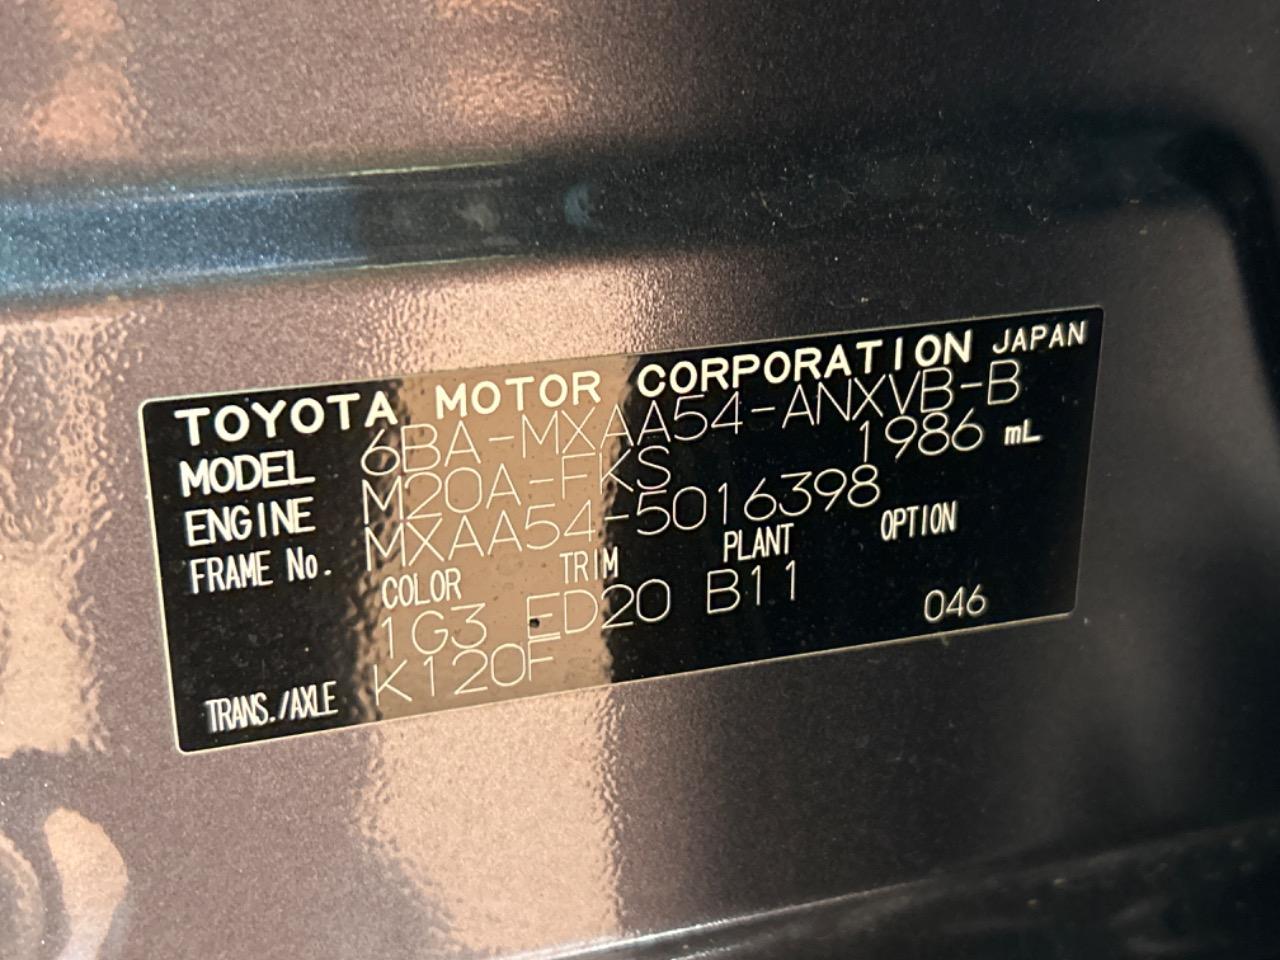 TOYOTA MOTOR CORPORATION JAPAN
MODEL 6BA-MXAA54-ANXVB-B
ENGINE M20A-FKS 1986 mL
FRAME No. MXAA54-5016398
COLOR TRIM PLANT OPTION
1G3 ED20 B11 046
TRANS./AXLE K120F